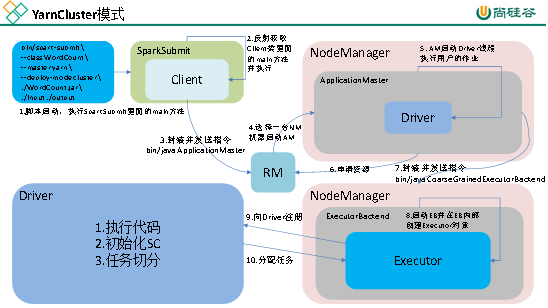 YarnCluster模式
尚硅谷
bin/spark-submit \
--class WordCount \
--master yarn \
--deploy-mode cluster \
./WordCount.jar \
./input ./output
1.脚本启动，执行SparkSubmit里面的main方法
SparkSubmit
Client
2.反射获取
Client类里面
的main方法
并执行
3.封装并发送指令
bin/java ApplicationMaster
RM
4.选择一台NM
机器启动AM
NodeManager
5.AM启动Driver线程
执行用户的作业
ApplicationMaster
Driver
6.申请资源
7.封装并发送指令
bin/java CoarseGrainedExecutorBackend
Driver
1.执行代码
2.初始化SC
3.任务切分
9.向Driver注册
10.分配任务
NodeManager
ExecutorBactend
8.启动EB并在EB内部
创建Executor对象
Executor